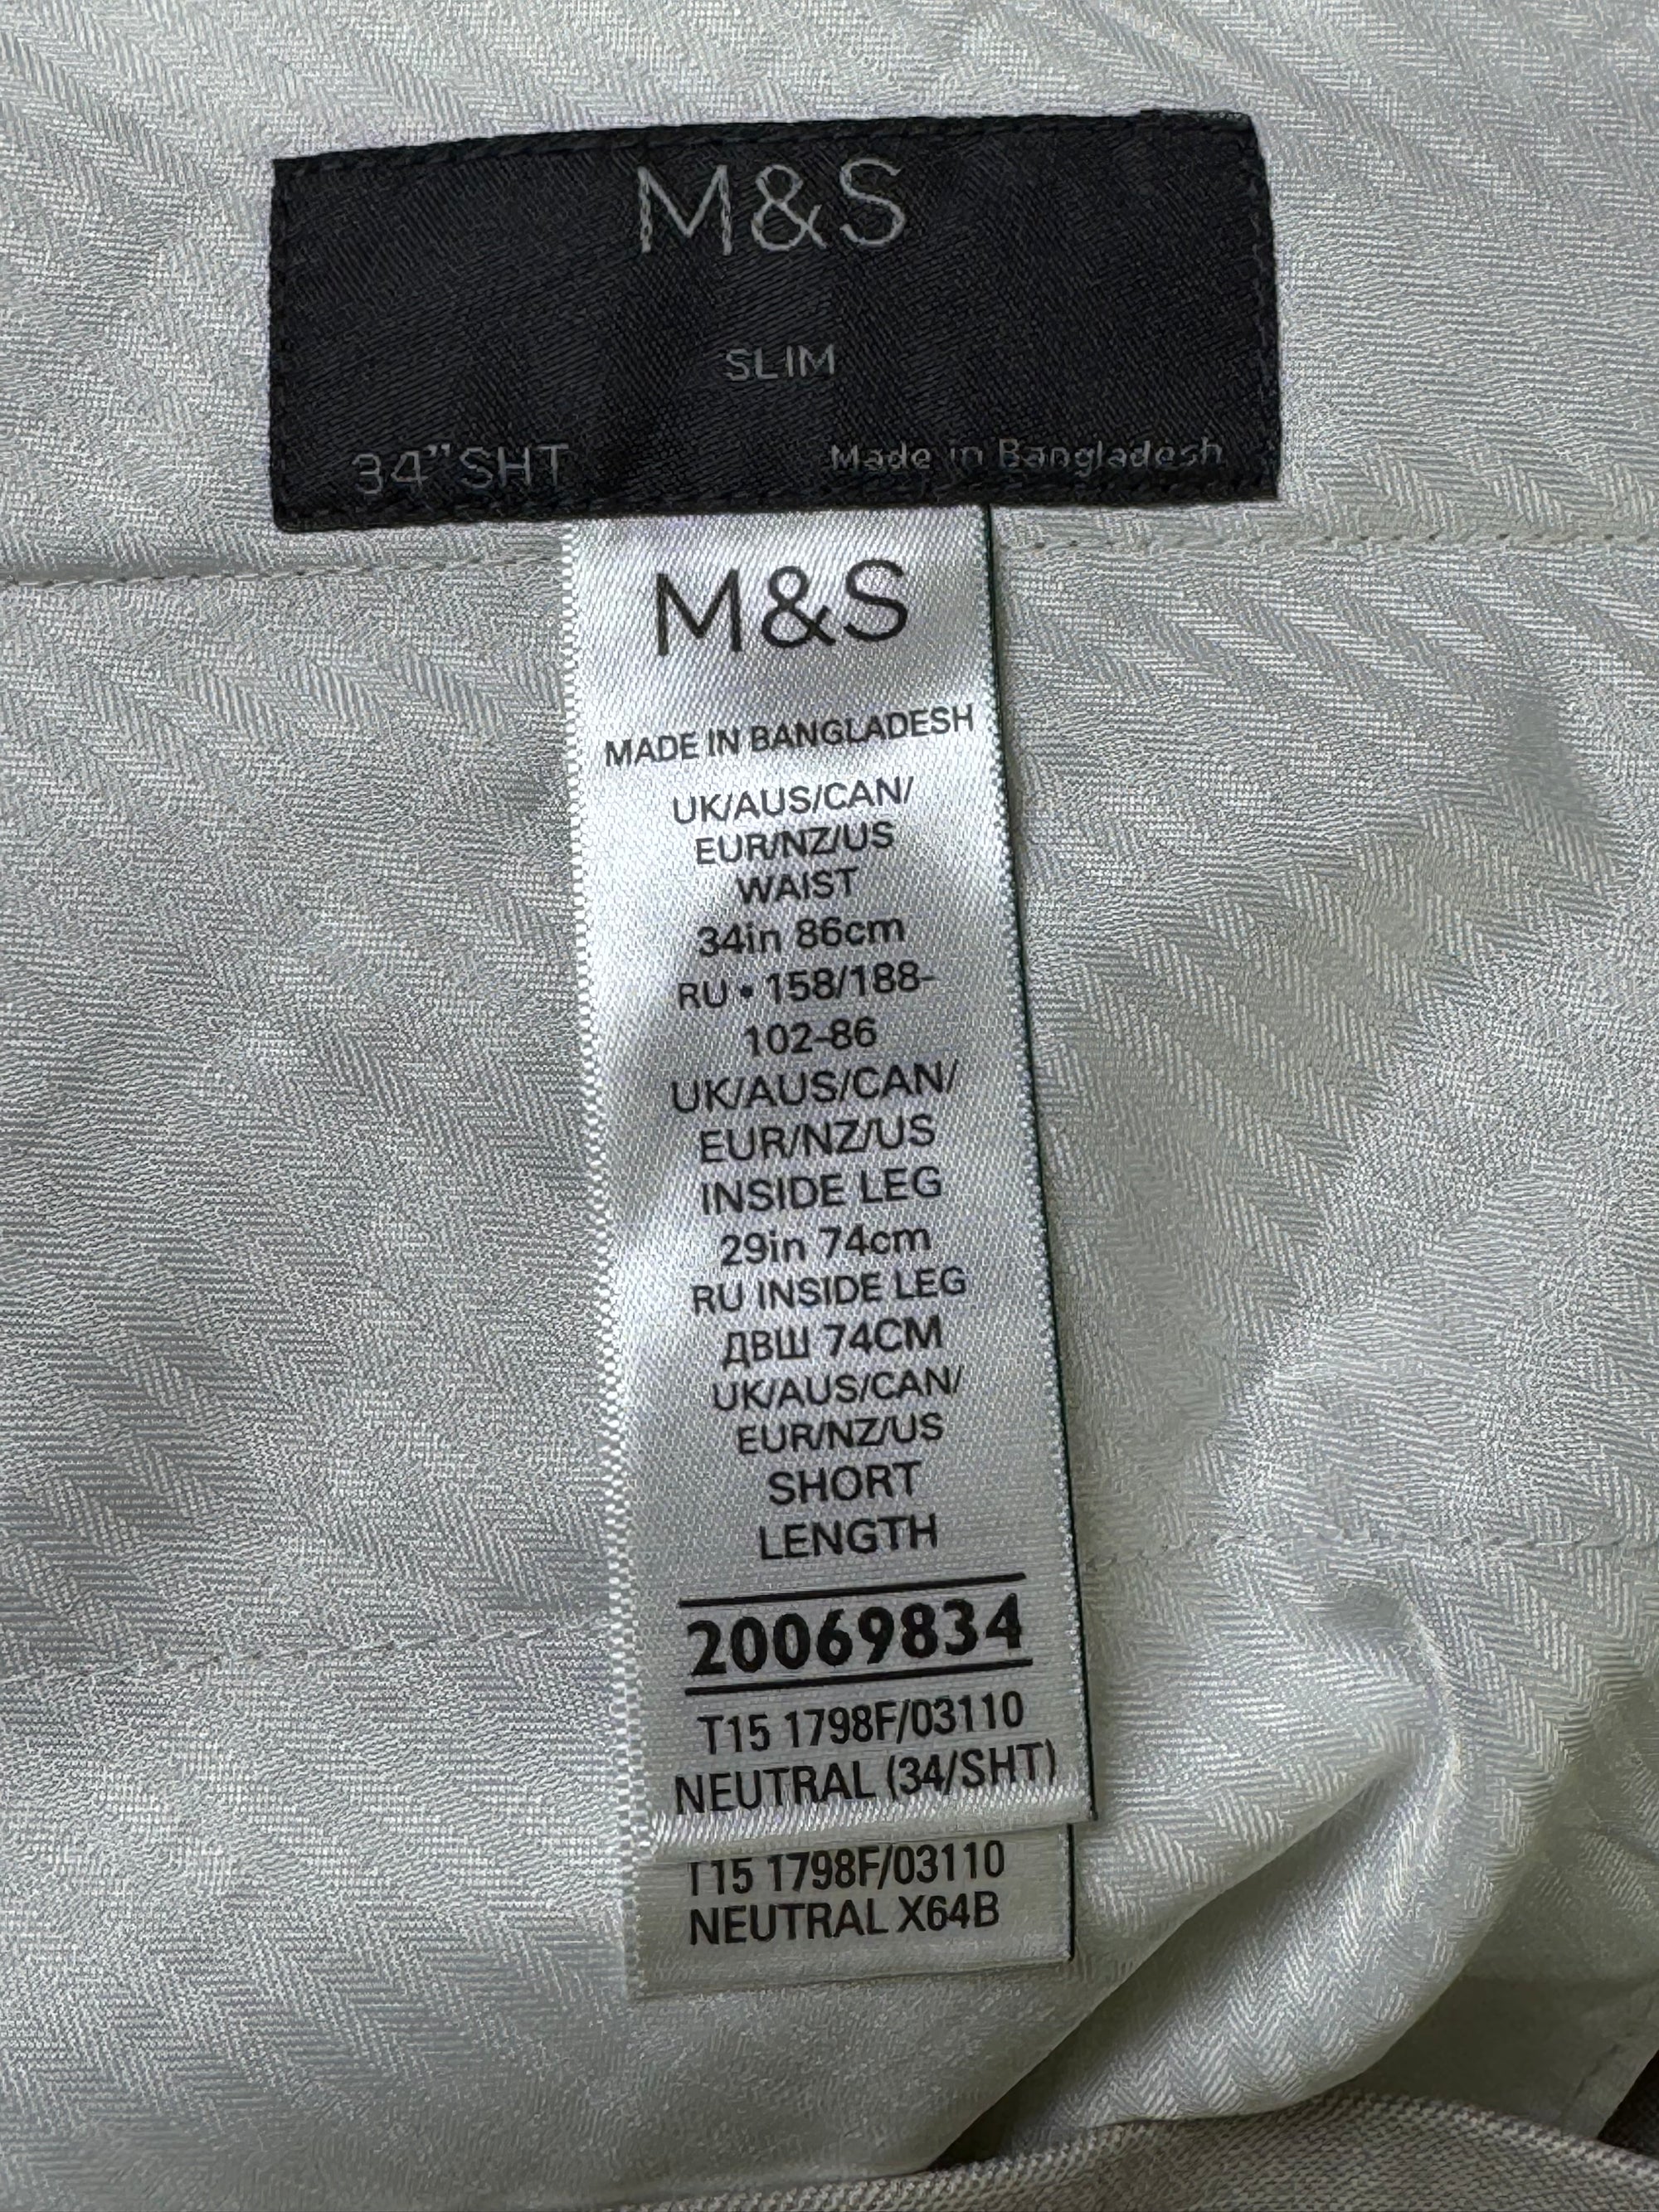 M&S
SLIM
34" SHT
Made in Bangladesh
M&S
MADE IN BANGLADESH
UK/AUS/CAN/
EUR/NZ/US
WAIST
34in 86cm
RU • 158/188-
102-86
UK/AUS/CAN/
EUR/NZ/US
INSIDE LEG
29in 74cm
RU INSIDE LEG
ДВШ 74СМ
UK/AUS/CAN/
EUR/NZ/US
SHORT
LENGTH
20069834
T15 1798F/03110
NEUTRAL (34/SHT)
T15 1798F/03110
NEUTRAL X64B